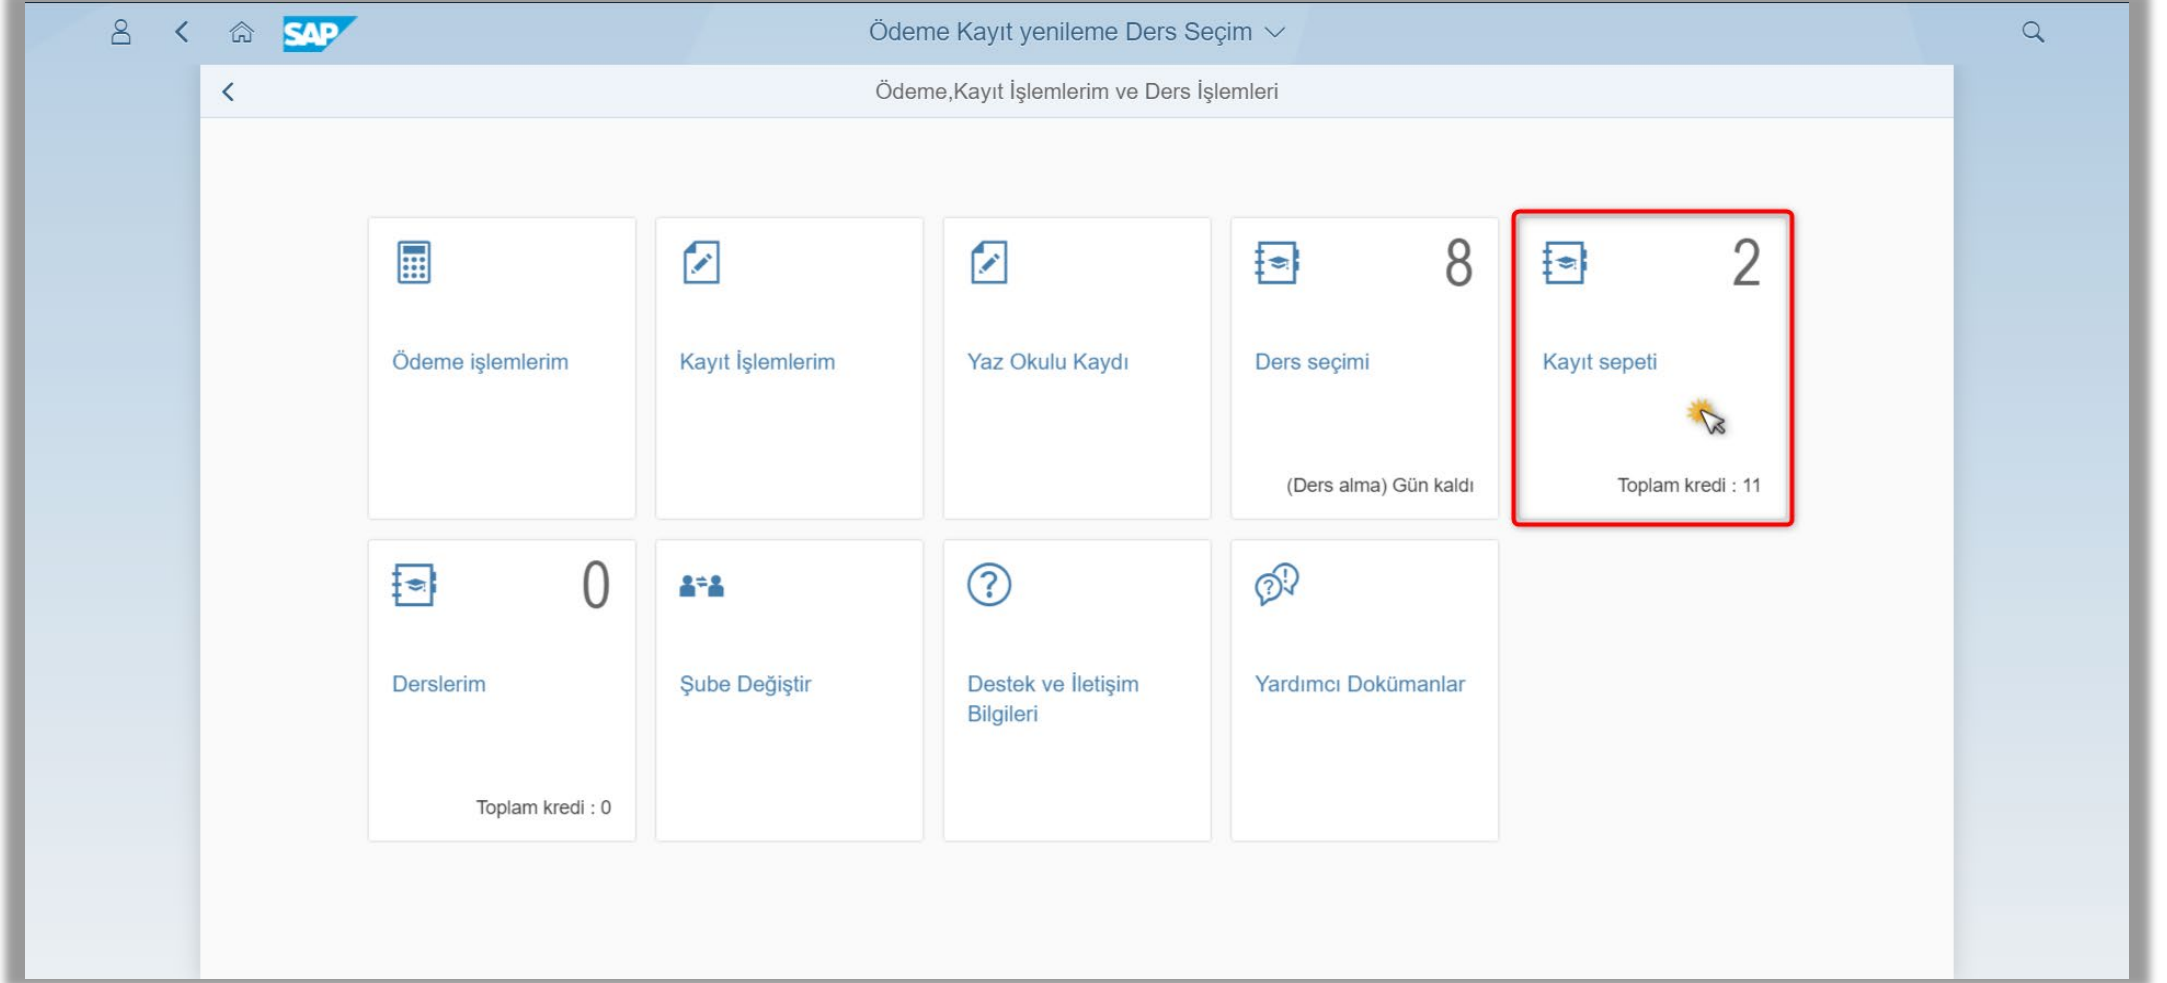 SAP
Ödeme Kayıt yenileme Ders Seçim
Ödeme,Kayıt İşlemlerim ve Ders İşlemleri
Ödeme işlemlerim
Kayıt İşlemlerim
Yaz Okulu Kaydı
8
Ders seçimi
(Ders alma) Gün kaldı
2
Kayıt sepeti
Toplam kredi : 11
0
Derslerim
Toplam kredi : 0
Şube Değiştir
Destek ve İletişim
Bilgileri
Yardımcı Dokümanlar